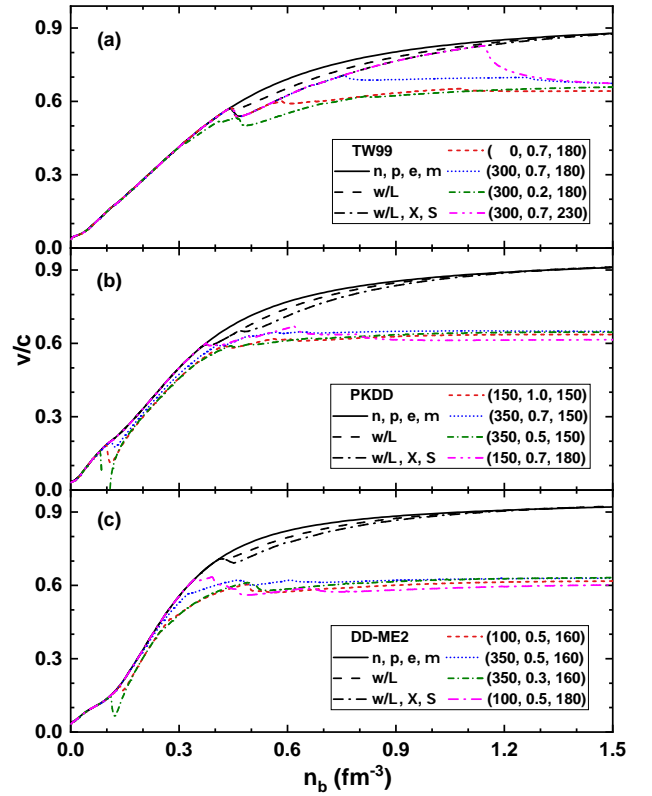 0.9
(a)
0.6
TW99
( 0, 0.7, 180)
n, p, e, m
(300, 0.7, 180)
0.3
w/L
(300, 0.2, 180)
w/L, X, S
(300, 0.7, 230)
0.0
0.9
(b)
v/c
0.6
PKDD
(150, 1.0, 150)
n, p, e, m
(350, 0.7, 150)
0.3
w/L
(350, 0.5, 150)
w/L, X, S
(150, 0.7, 180)
0.0
0.9
(c)
0.6
DD-ME2
(100, 0.5, 160)
n, p, e, m
(350, 0.5, 160)
0.3
w/L
(350, 0.3, 160)
w/L, X, S
(100, 0.5, 180)
0.0
0.0 0.3 0.6 0.9 1.2 1.5
n_b (fm⁻³)